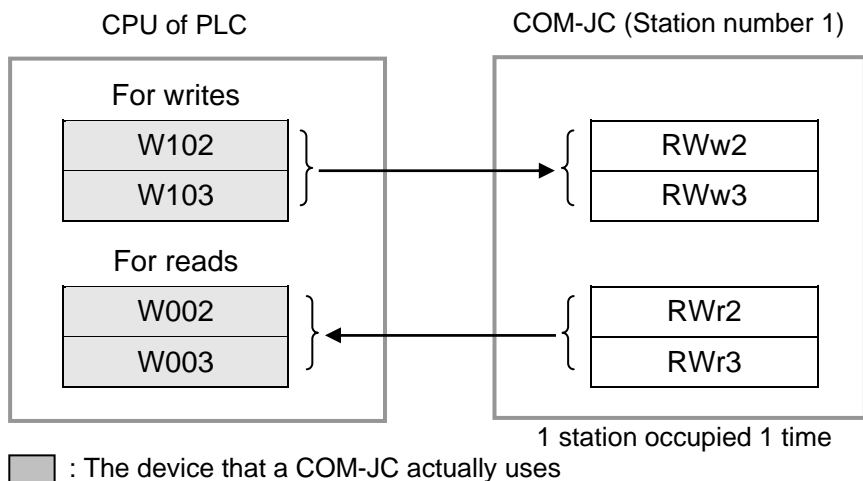 CPU of PLC
COM-JC (Station number 1)
For writes
W102
W103
RWw2
RWw3
For reads
W002
W003
RWr2
RWr3
1 station occupied 1 time
: The device that a COM-JC actually uses